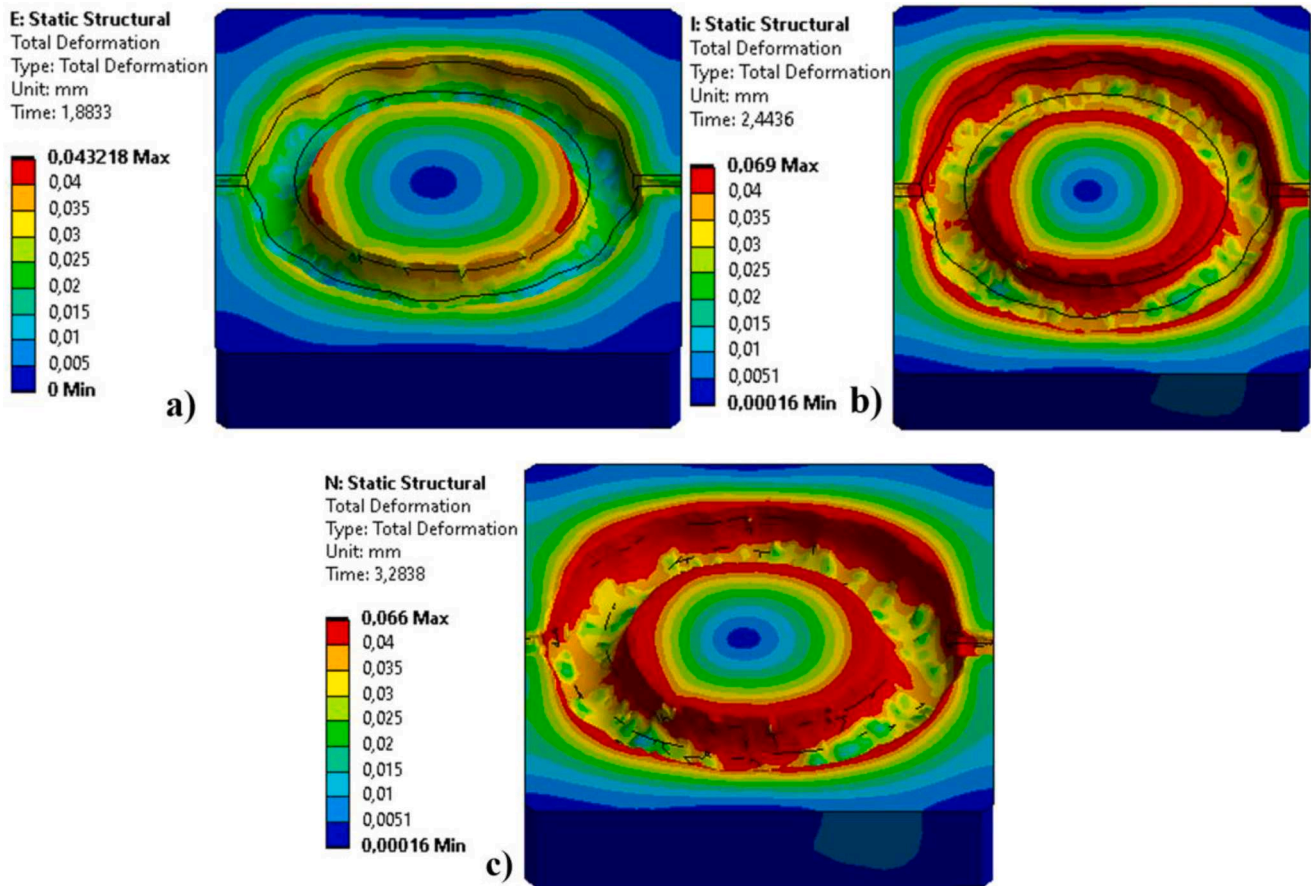 E: Static Structural
Total Deformation
Type: Total Deformation
Unit: mm
Time: 1,8833
0,043218 Max
0,04
0,035
0,03
0,025
0,02
0,015
0,01
0,005
0 Min
a)
I: Static Structural
Total Deformation
Type: Total Deformation
Unit: mm
Time: 2,4436
0,069 Max
0,04
0,035
0,03
0,025
0,02
0,015
0,01
0,0051
0,00016 Min
b)
N: Static Structural
Total Deformation
Type: Total Deformation
Unit: mm
Time: 3,2838
0,066 Max
0,04
0,035
0,03
0,025
0,02
0,015
0,01
0,0051
0,00016 Min
c)